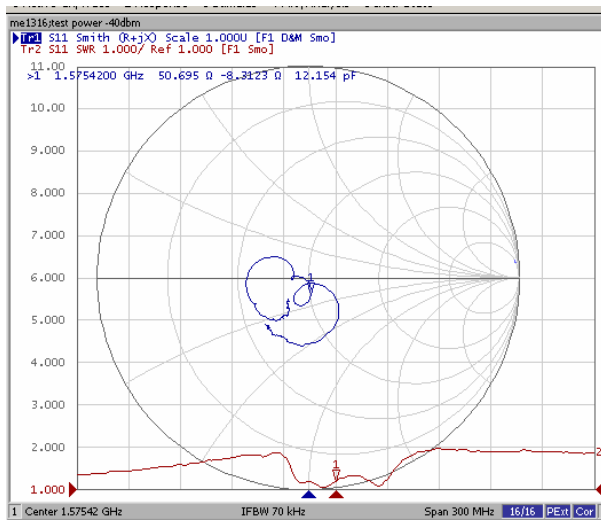 me1316;test power -40dbm
Tr1 S11 Smith (R+jX) Scale 1.000U [F1 D&M Smo]
Tr2 S11 SWR 1.000/ Ref 1.000 [F1 Smo]
11.00
>1 1.5754200 GHz 50.695 Ω -8.3123 Ω 12.154 pF
11.00
9.000
8.000
7.000
6.000
1
5.000
4.000
3.000
2.000
1
2
1.000
1 Center 1.57542 GHz IFBW 70 kHz Span 300 MHz 16/16 PExt Cor